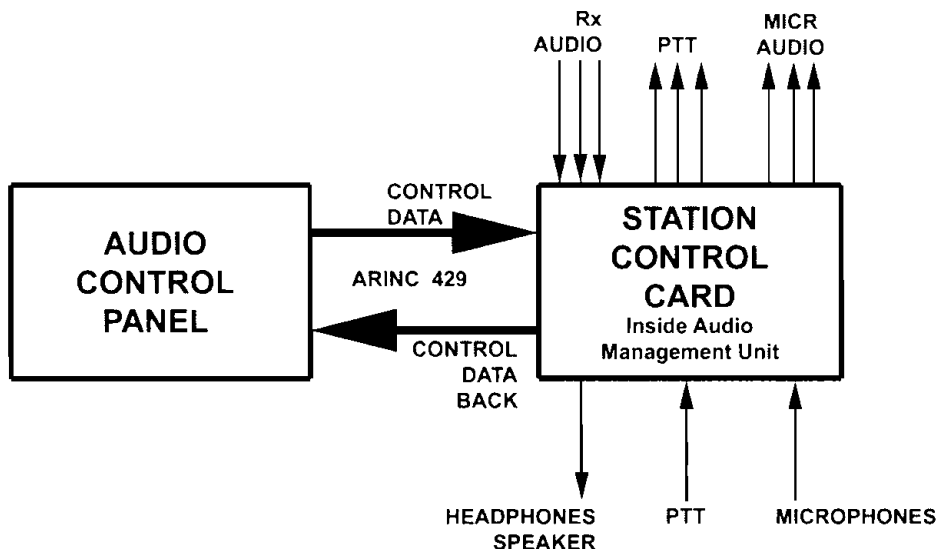 Rx
AUDIO
PTT
MICR
AUDIO
AUDIO
CONTROL
PANEL
CONTROL
DATA
ARINC 429
CONTROL
DATA
BACK
STATION
CONTROL
CARD
Inside Audio
Management Unit
HEADPHONES
SPEAKER
PTT
MICROPHONES